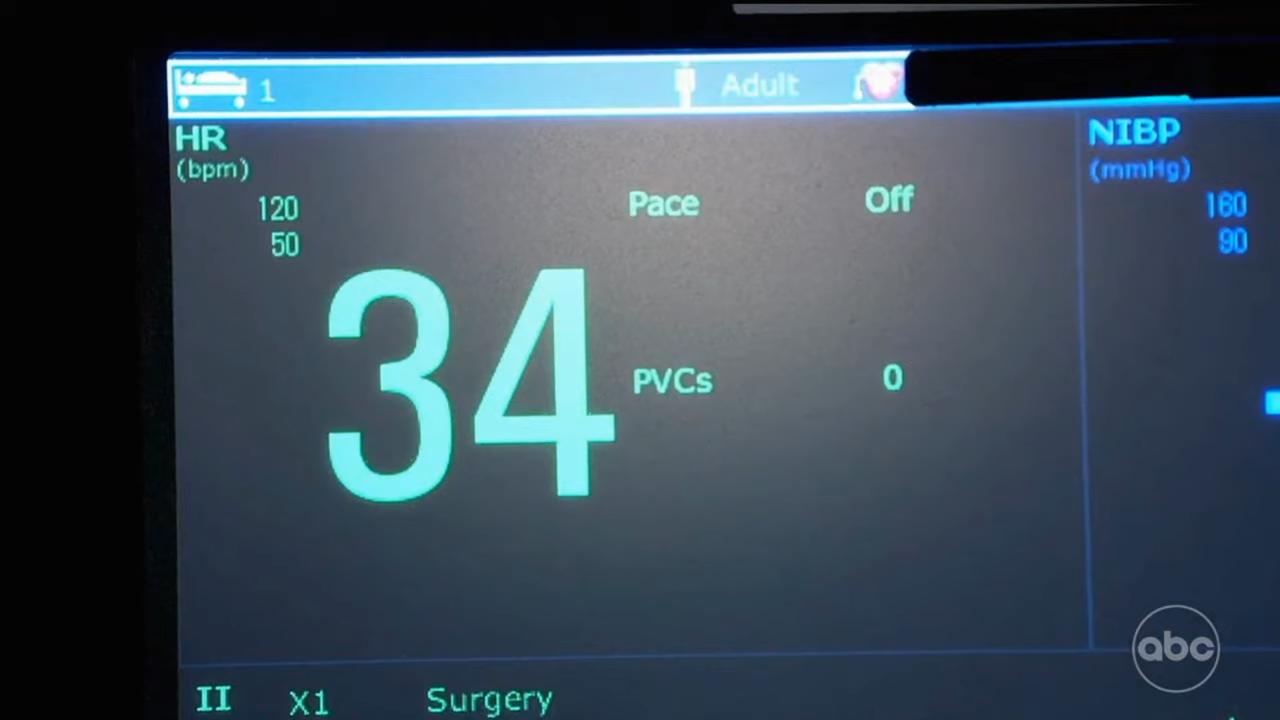 1 Adult
HR NIBP
(bpm) (mmHg)
120 Pace Off 160
50 90
34 PVCs 0
II X1 Surgery
abc